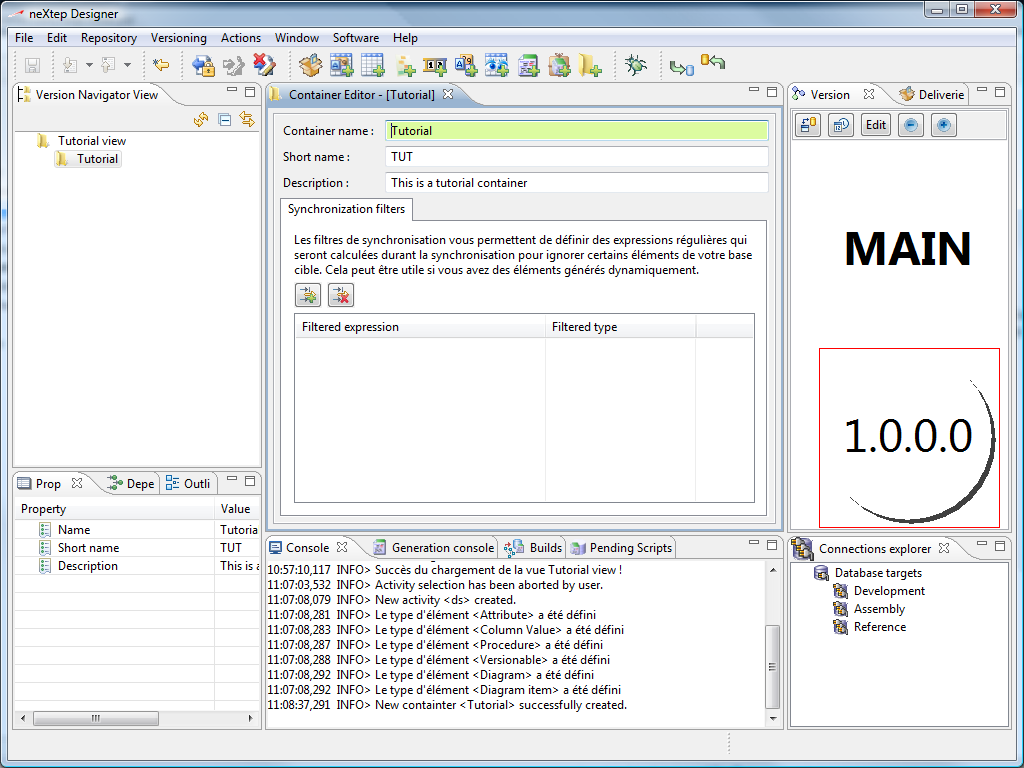 neXtep Designer
File Edit Repository Versioning Actions Window Software Help
Version Navigator View
Tutorial view
Tutorial
Container Editor - [Tutorial]
Container name :
Tutorial
Short name :
TUT
Description :
This is a tutorial container
Synchronization filters
Les filtres de synchronisation vous permettent de définir des expressions régulières qui
seront calculées durant la synchronisation pour ignorer certains éléments de votre base
cible. Cela peut être utile si vous avez des éléments générés dynamiquement.
Filtered expression Filtered type
Version Deliverie
Edit
MAIN
1.0.0.0
Prop Depe Outli
Property Value
Name Tutoria
Short name TUT
Description This is a
Console Generation console Builds Pending Scripts
10:57:10,117 INFO> Succès du chargement de la vue Tutorial view !
11:07:03,532 INFO> Activity selection has been aborted by user.
11:07:08,079 INFO> New activity <ds> created.
11:07:08,281 INFO> Le type d'élément <Attribute> a été défini
11:07:08,283 INFO> Le type d'élément <Column Value> a été défini
11:07:08,287 INFO> Le type d'élément <Procedure> a été défini
11:07:08,288 INFO> Le type d'élément <Versionable> a été défini
11:07:08,292 INFO> Le type d'élément <Diagram> a été défini
11:07:08,292 INFO> Le type d'élément <Diagram item> a été défini
11:08:37,291 INFO> New containter <Tutorial> successfully created.
Connections explorer
Database targets
Development
Assembly
Reference